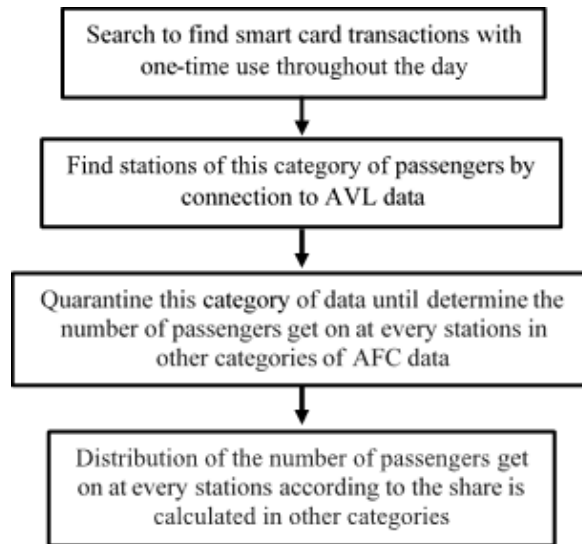 Search to find smart card transactions with
one-time use throughout the day
Find stations of this category of passengers by
connection to AVL data
Quarantine this category of data until determine the
number of passengers get on at every stations in
other categories of AFC data
Distribution of the number of passengers get
on at every stations according to the share is
calculated in other categories